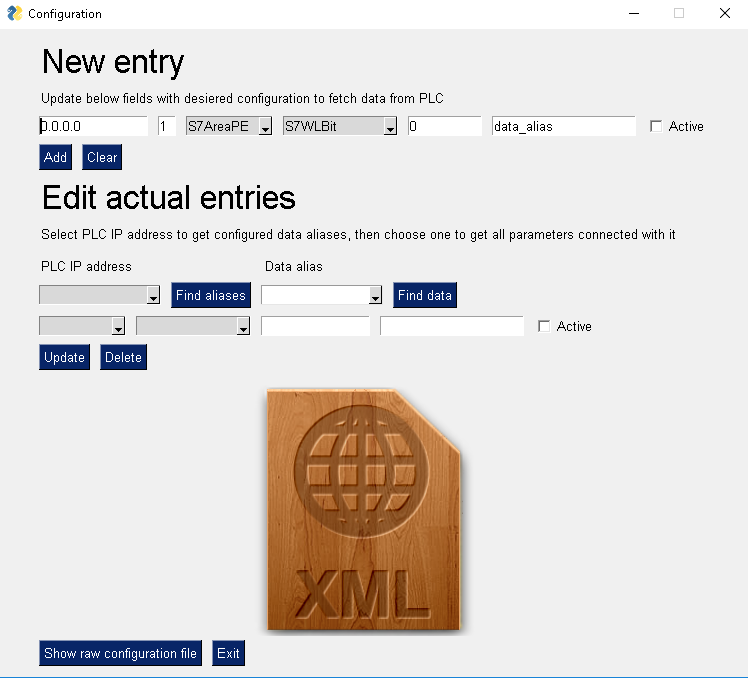 Configuration
New entry
Update below fields with desiered configuration to fetch data from PLC
0.0.0.0 1 S7AreaPE S7WLBit 0 data_alias Active
Add Clear
Edit actual entries
Select PLC IP address to get configured data aliases, then choose one to get all parameters connected with it
PLC IP address Data alias
Find aliases Find data
Active
Update Delete
XML
Show raw configuration file Exit